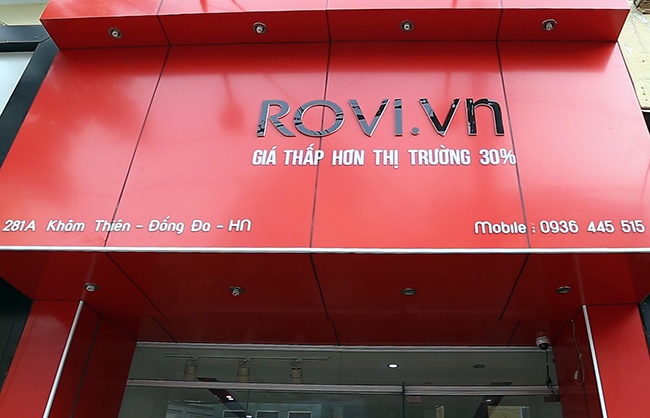 ROVI.vn
GIÁ THẤP HƠN THỊ TRƯỜNG 30%
281A Khâm Thiên - Đống Đa - HN
Mobile : 0936 445 515